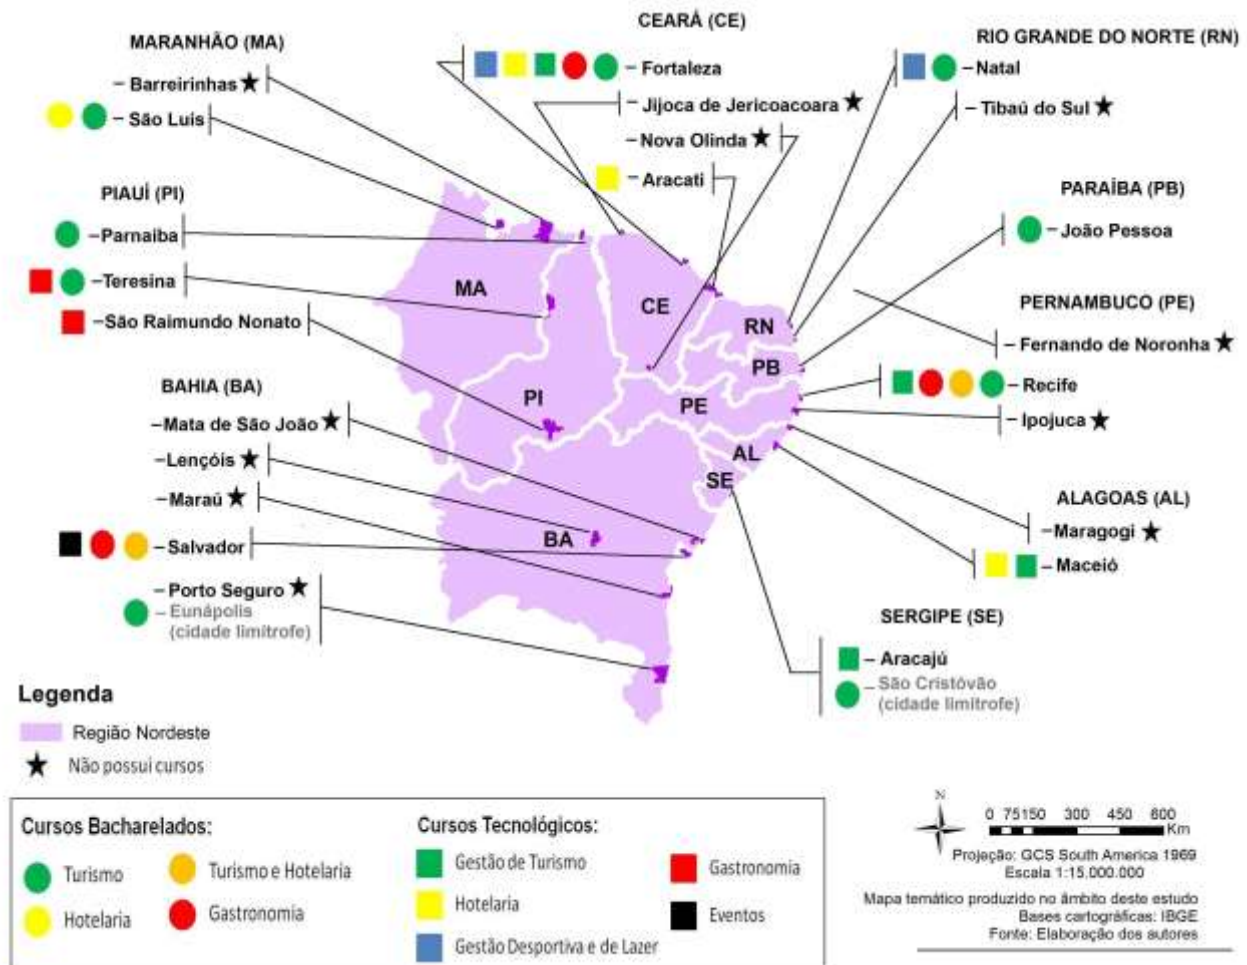 MARANHÃO (MA)
– Barreirinhas
– São Luis
PIAUÍ (PI)
– Parnaiba
– Teresina
– São Raimundo Nonato
BAHIA (BA)
– Mata de São João
– Lençóis
– Maraú
– Salvador
– Porto Seguro
– Eunápolis
(cidade limítrofe)
CEARÁ (CE)
– Fortaleza
– Jijoca de Jericoacoara
– Nova Olinda
– Aracati
RIO GRANDE DO NORTE (RN)
– Natal
– Tibaú do Sul
PARAÍBA (PB)
– João Pessoa
PERNAMBUCO (PE)
– Fernando de Noronha
– Recife
– Ipojuca
ALAGOAS (AL)
– Maragogi
– Maceió
SERGIPE (SE)
– Aracajú
– São Cristóvão
(cidade limítrofe)
MA
CE
RN
PB
PI
PE
AL
SE
BA
Legenda
Região Nordeste
Não possui cursos
Cursos Bacharelados:
Turismo
Turismo e Hotelaria
Hotelaria
Gastronomia
Cursos Tecnológicos:
Gestão de Turismo
Gastronomia
Hotelaria
Eventos
Gestão Desportiva e de Lazer
N
0 75150 300 450 600
Km
Projeção: GCS South America 1969
Escala 1:15.000.000
Mapa temático produzido no âmbito deste estudo
Bases cartográficas: IBGE
Fonte: Elaboração dos autores